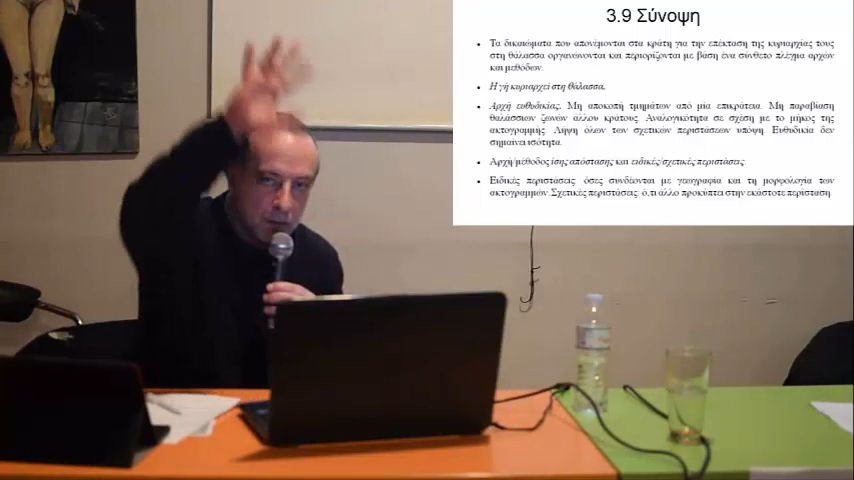 3.9 Σύνοψη
• Τα δικαιώματα που απονέμονται στα κράτη για την επέκταση της κυριαρχίας τους
στη θάλασσα οργανώνονται και περιορίζονται με βάση ένα σύνθετο πλέγμα αρχών
και μεθόδων.
• Η γή κυριαρχεί στη θάλασσα.
• Αρχή ευθυδικίας. Μη αποκοπή τμημάτων από μία επικράτεια. Μη παραβίαση
θαλάσσιων ζωνών άλλου κράτους. Αναλογικότητα σε σχέση με το μήκος της
ακτογραμμής. Λήψη όλων των σχετικών περιστάσεων υπόψη. Ευθυδικία δεν
σημαίνει ισότητα.
• Αρχή/μέθοδος ίσης απόστασης και ειδικές/σχετικές περιστάσεις.
• Ειδικές περιστάσεις: όσες συνδέονται με γεωγραφία και τη μορφολογία των
ακτογραμμών. Σχετικές περιστάσεις: ό,τι άλλο προκύπτει στην εκάστοτε περίσταση.